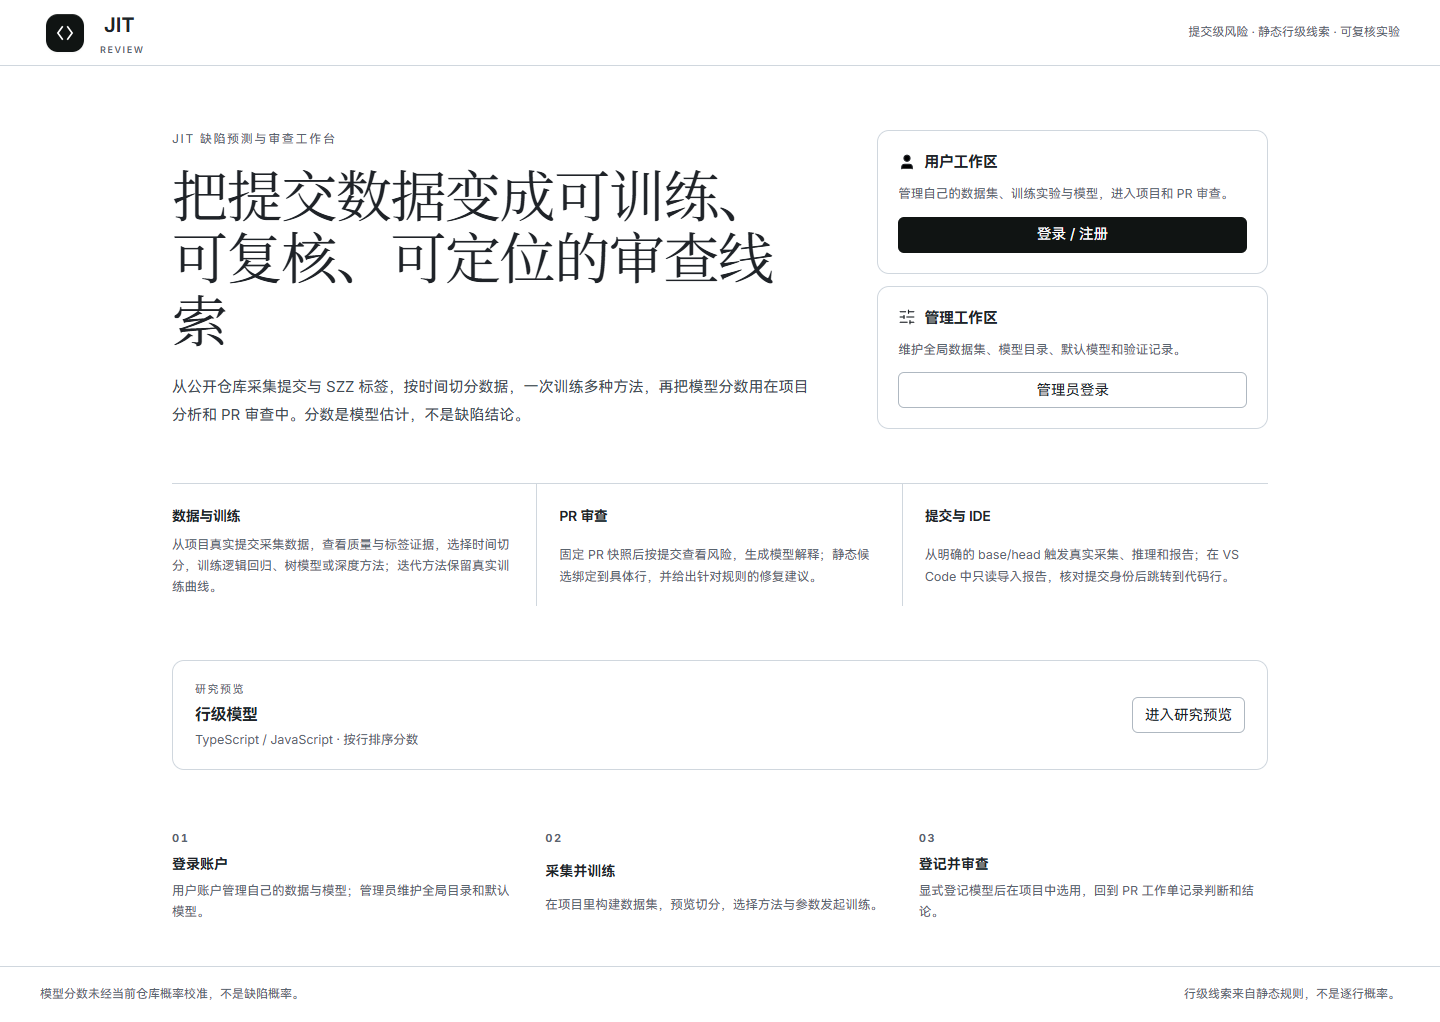 JIT
REVIEW
提交级风险 · 静态行级线索 · 可复核实验
JIT 缺陷预测与审查工作台
把提交数据变成可训练、
可复核、可定位的审查线
索
从公开仓库采集提交与 SZZ 标签，按时间切分数据，一次训练多种方法，再把模型分数用在项目
分析和 PR 审查中。分数是模型估计，不是缺陷结论。
用户工作区
管理自己的数据集、训练实验与模型，进入项目和 PR 审查。
登录 / 注册
管理工作区
维护全局数据集、模型目录、默认模型和验证记录。
管理员登录
数据与训练
从项目真实提交采集数据，查看质量与标签证据，选择时间切
分，训练逻辑回归、树模型或深度方法；迭代方法保留真实训
练曲线。
PR 审查
固定 PR 快照后按提交查看风险，生成模型解释；静态候
选绑定到具体行，并给出针对规则的修复建议。
提交与 IDE
从明确的 base/head 触发真实采集、推理和报告；在 VS
Code 中只读导入报告，核对提交身份后跳转到代码行。
研究预览
行级模型
TypeScript / JavaScript · 按行排序分数
进入研究预览
01
登录账户
用户账户管理自己的数据与模型；管理员维护全局目录和默认
模型。
02
采集并训练
在项目里构建数据集，预览切分，选择方法与参数发起训练。
03
登记并审查
显式登记模型后在项目中选用，回到 PR 工作单记录判断和结
论。
模型分数未经当前仓库概率校准，不是缺陷概率。
行级线索来自静态规则，不是逐行概率。